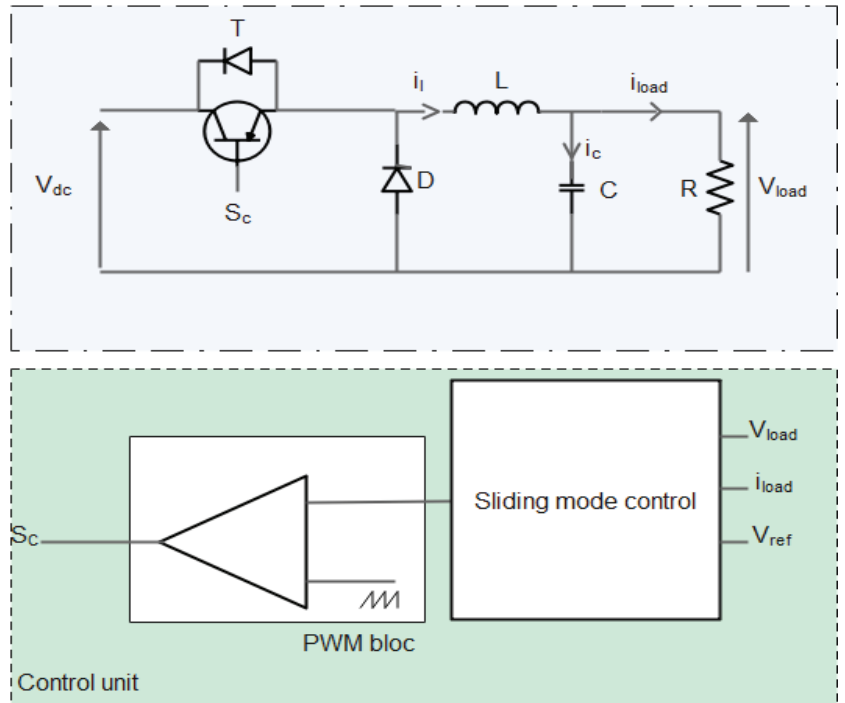 T
i_l
L
i_load
V_dc
S_c
D
i_c
C
R
V_load
Sliding mode control
V_load
i_load
V_ref
S_C
PWM bloc
Control unit